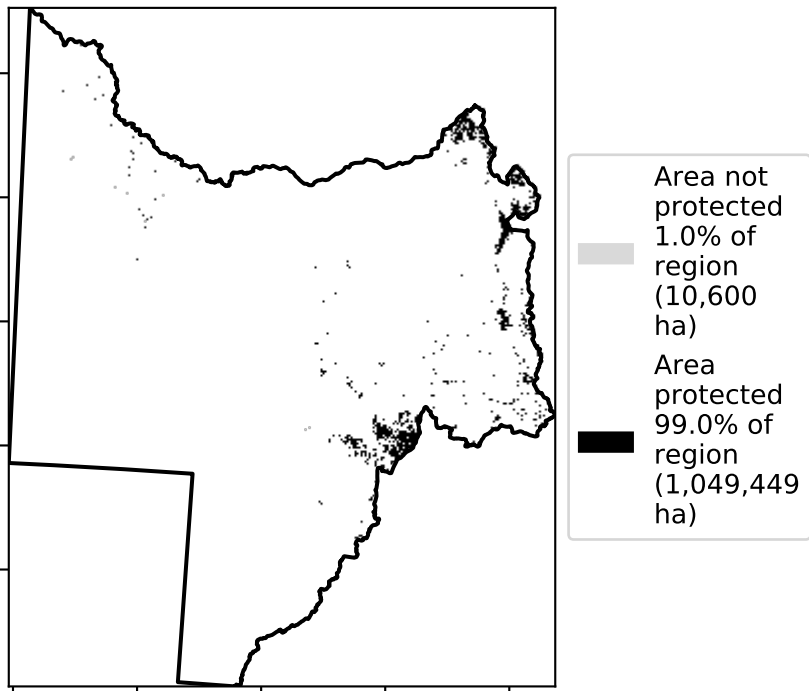 Area not
protected
1.0% of
region
(10,600
ha)
Area
protected
99.0% of
region
(1,049,449
ha)